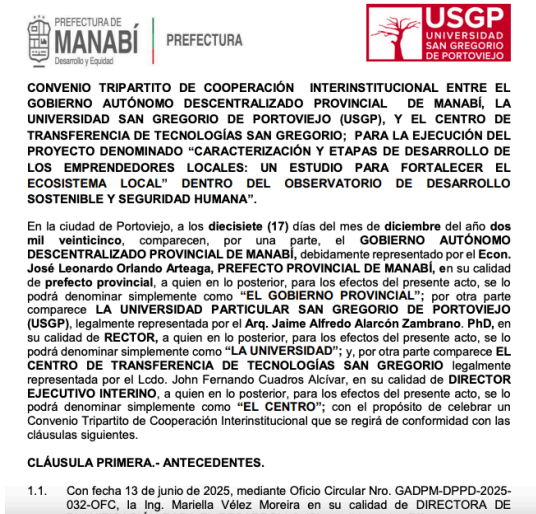 PREFECTURA DE
MANABÍ
Desarrollo y Equidad
PREFECTURA
USGP
UNIVERSIDAD
SAN GREGORIO
DE PORTOVIEJO
CONVENIO TRIPARTITO DE COOPERACIÓN INTERINSTITUCIONAL ENTRE EL
GOBIERNO AUTÓNOMO DESCENTRALIZADO PROVINCIAL DE MANABÍ, LA
UNIVERSIDAD SAN GREGORIO DE PORTOVIEJO (USGP), Y EL CENTRO DE
TRANSFERENCIA DE TECNOLOGÍAS SAN GREGORIO; PARA LA EJECUCIÓN DEL
PROYECTO DENOMINADO “CARACTERIZACIÓN Y ETAPAS DE DESARROLLO DE
LOS EMPRENDEDORES LOCALES: UN ESTUDIO PARA FORTALECER EL
ECOSISTEMA LOCAL” DENTRO DEL OBSERVATORIO DE DESARROLLO
SOSTENIBLE Y SEGURIDAD HUMANA”.
En la ciudad de Portoviejo, a los diecisiete (17) días del mes de diciembre del año dos
mil veinticinco, comparecen, por una parte, el GOBIERNO AUTÓNOMO
DESCENTRALIZADO PROVINCIAL DE MANABÍ, debidamente representado por el Econ.
José Leonardo Orlando Arteaga, PREFECTO PROVINCIAL DE MANABÍ, en su calidad
de prefecto provincial, a quien en lo posterior, para los efectos del presente acto, se lo
podrá denominar simplemente como “EL GOBIERNO PROVINCIAL”; por otra parte
comparece LA UNIVERSIDAD PARTICULAR SAN GREGORIO DE PORTOVIEJO
(USGP), legalmente representada por el Arq. Jaime Alfredo Alarcón Zambrano. PhD, en
su calidad de RECTOR, a quien en lo posterior, para los efectos del presente acto, se lo
podrá denominar simplemente como “LA UNIVERSIDAD”; y, por otra parte comparece EL
CENTRO DE TRANSFERENCIA DE TECNOLOGÍAS SAN GREGORIO legalmente
representada por el Lcdo. John Fernando Cuadros Alcívar, en su calidad de DIRECTOR
EJECUTIVO INTERINO, a quien en lo posterior, para los efectos del presente acto, se lo
podrá denominar simplemente como “EL CENTRO”; con el propósito de celebrar un
Convenio Tripartito de Cooperación Interinstitucional que se regirá de conformidad con las
cláusulas siguientes.
CLÁUSULA PRIMERA.- ANTECEDENTES.
1.1. Con fecha 13 de junio de 2025, mediante Oficio Circular Nro. GADPM-DPPD-2025-
032-OFC, la Ing. Mariella Vélez Moreira en su calidad de DIRECTORA DE